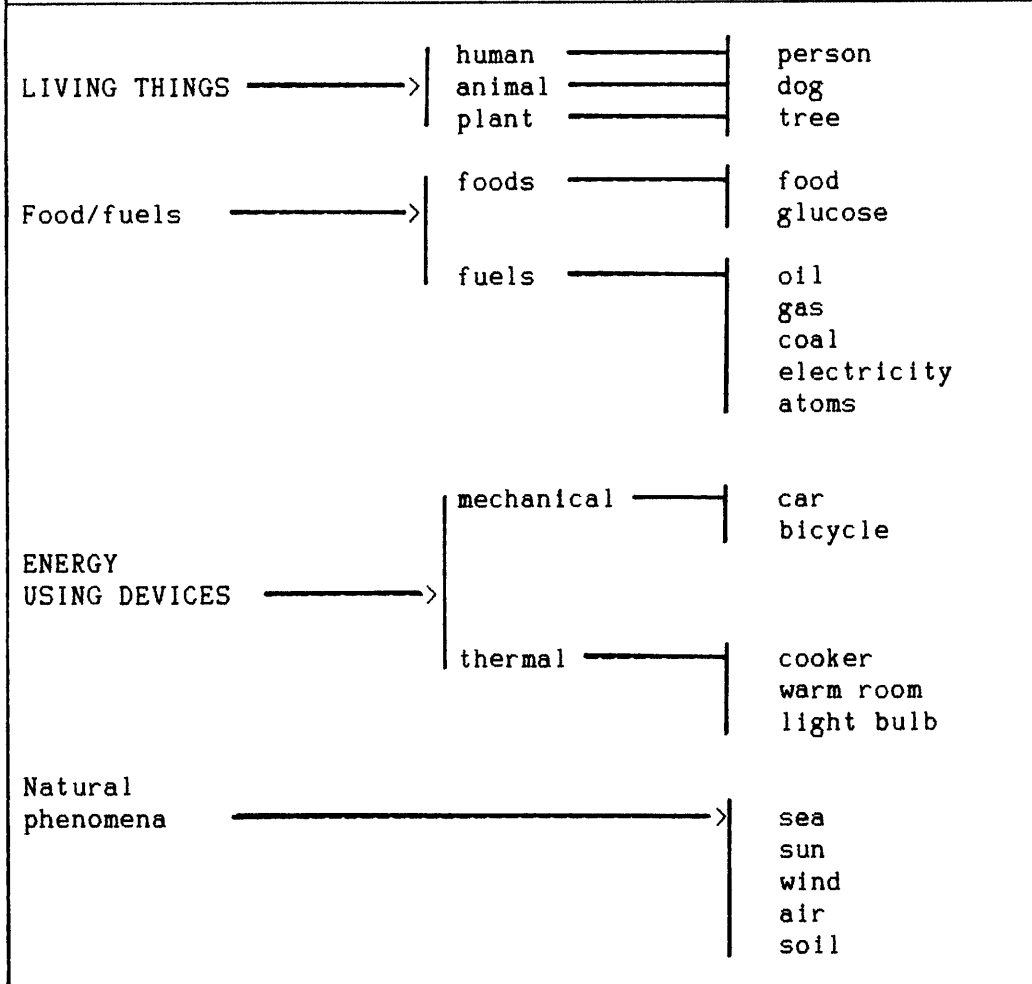 human person
LIVING THINGS animal dog
plant tree
foods food
Food/fuels glucose
fuels oil
gas
coal
electricity
atoms
mechanical car
bicycle
ENERGY
USING DEVICES
thermal cooker
warm room
light bulb
Natural
phenomena sea
sun
wind
air
soil